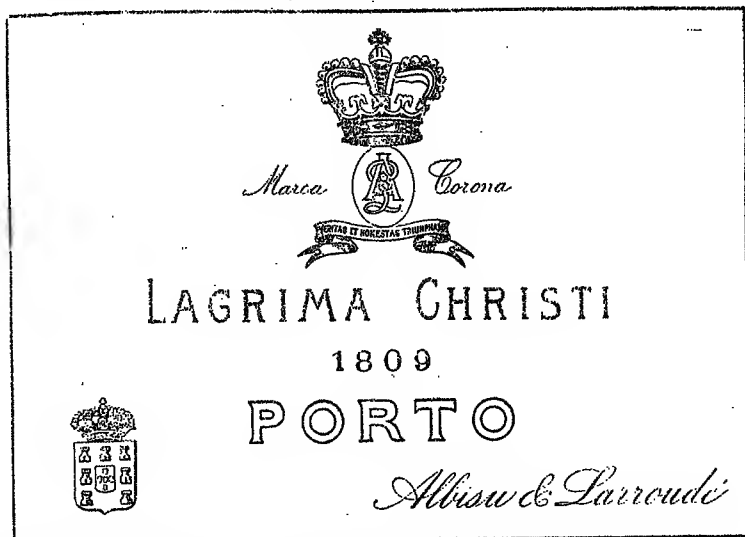 Marca Corona
VERITAS ET HONESTAS TRIUMPHANT
LAGRIMA CHRISTI
1809
PORTO
Albisu & Larroudé